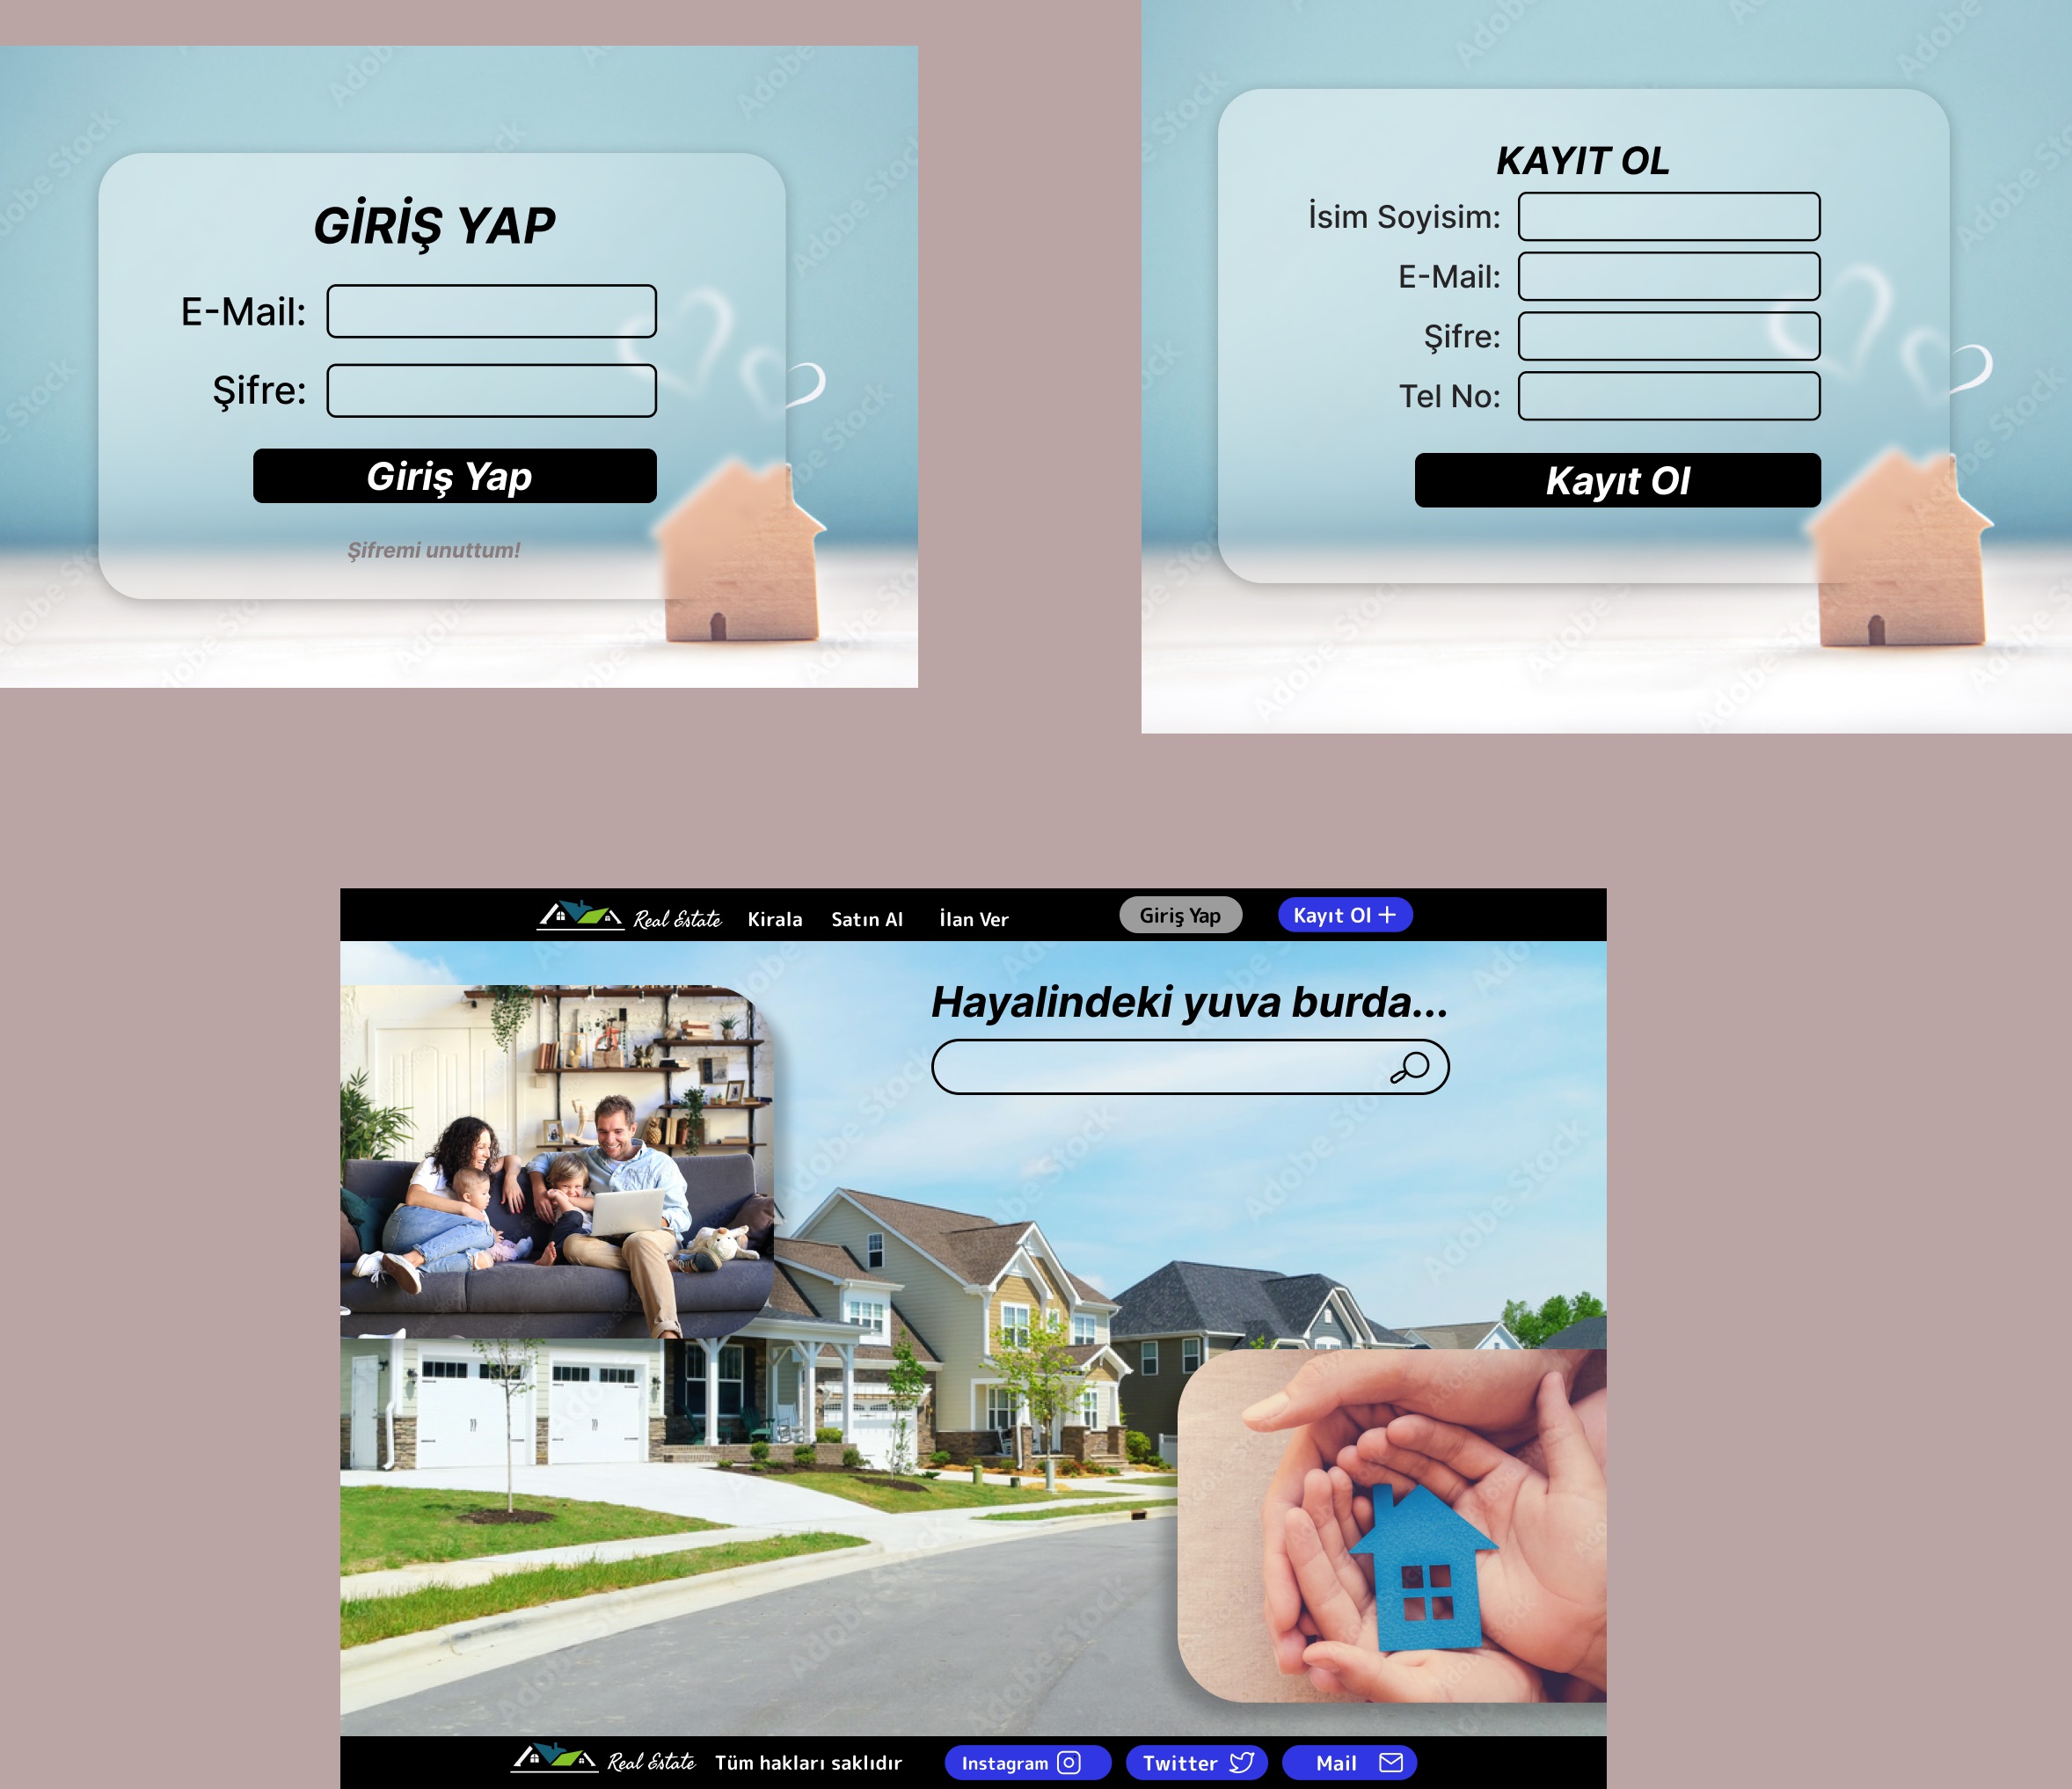 GİRİŞ YAP
E-Mail:
Şifre:
Giriş Yap
Şifremi unuttum!
KAYIT OL
İsim Soyisim:
E-Mail:
Şifre:
Tel No:
Kayıt Ol
Real Estate Kirala Satın Al İlan Ver Giriş Yap Kayıt Ol +
Hayalindeki yuva burda...
Real Estate Tüm hakları saklıdır Instagram Twitter Mail
Adobe Stock